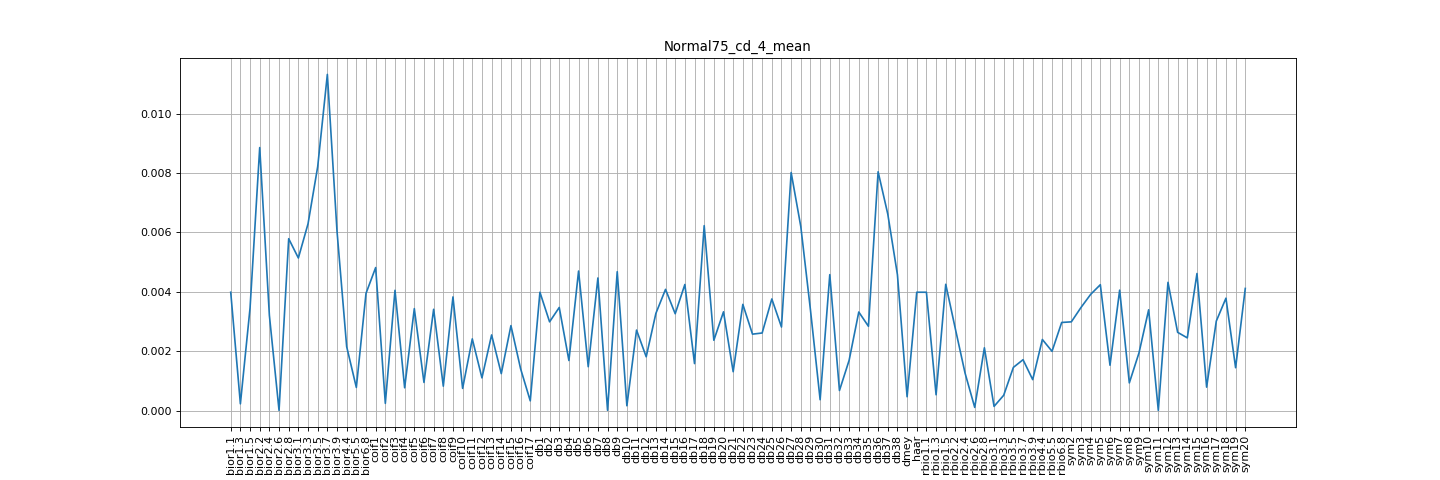 Normal75_cd_4_mean
0.010
0.008
0.006
0.004
0.002
0.000
bior1.1
bior1.3
bior1.5
bior2.2
bior2.4
bior2.6
bior2.8
bior3.1
bior3.3
bior3.5
bior3.7
bior3.9
bior4.4
bior5.5
bior6.8
coif1
coif2
coif3
coif4
coif5
coif6
coif7
coif8
coif9
coif10
coif11
coif12
coif13
coif14
coif15
coif16
coif17
db1
db2
db3
db4
db5
db6
db7
db8
db9
db10
db11
db12
db13
db14
db15
db16
db17
db18
db19
db20
db21
db22
db23
db24
db25
db26
db27
db28
db29
db30
db31
db32
db33
db34
db35
db36
db37
db38
dmey
haar
rbio1.1
rbio1.3
rbio1.5
rbio2.2
rbio2.4
rbio2.6
rbio2.8
rbio3.1
rbio3.3
rbio3.5
rbio3.7
rbio3.9
rbio4.4
rbio5.5
rbio6.8
sym2
sym3
sym4
sym5
sym6
sym7
sym8
sym9
sym10
sym11
sym12
sym13
sym14
sym15
sym16
sym17
sym18
sym19
sym20